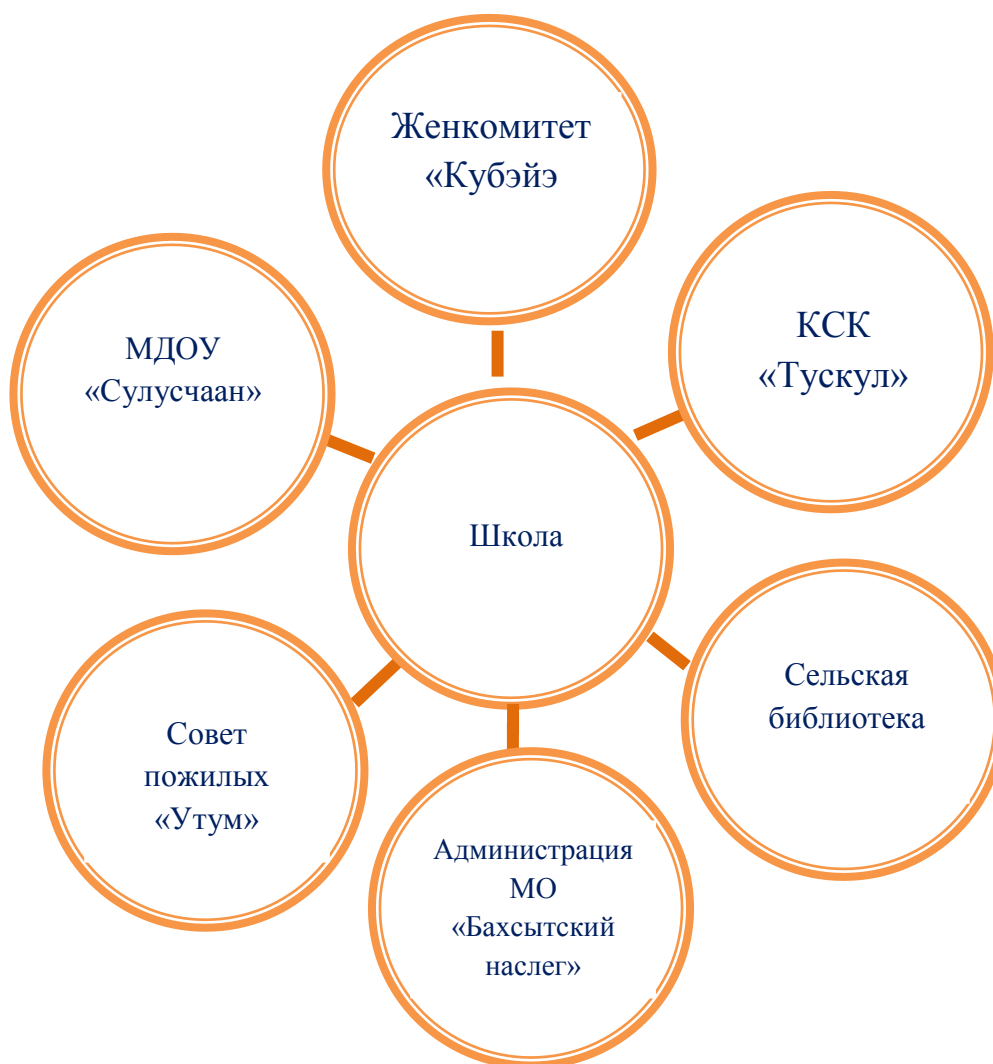 Женкомитет
«Кубэйэ
КСК
«Тускул»
МДОУ
«Сулусчаан»
Школа
Сельская
библиотека
Совет
пожилых
«Утум»
Администрация
МО
«Бахсытский
наслег»